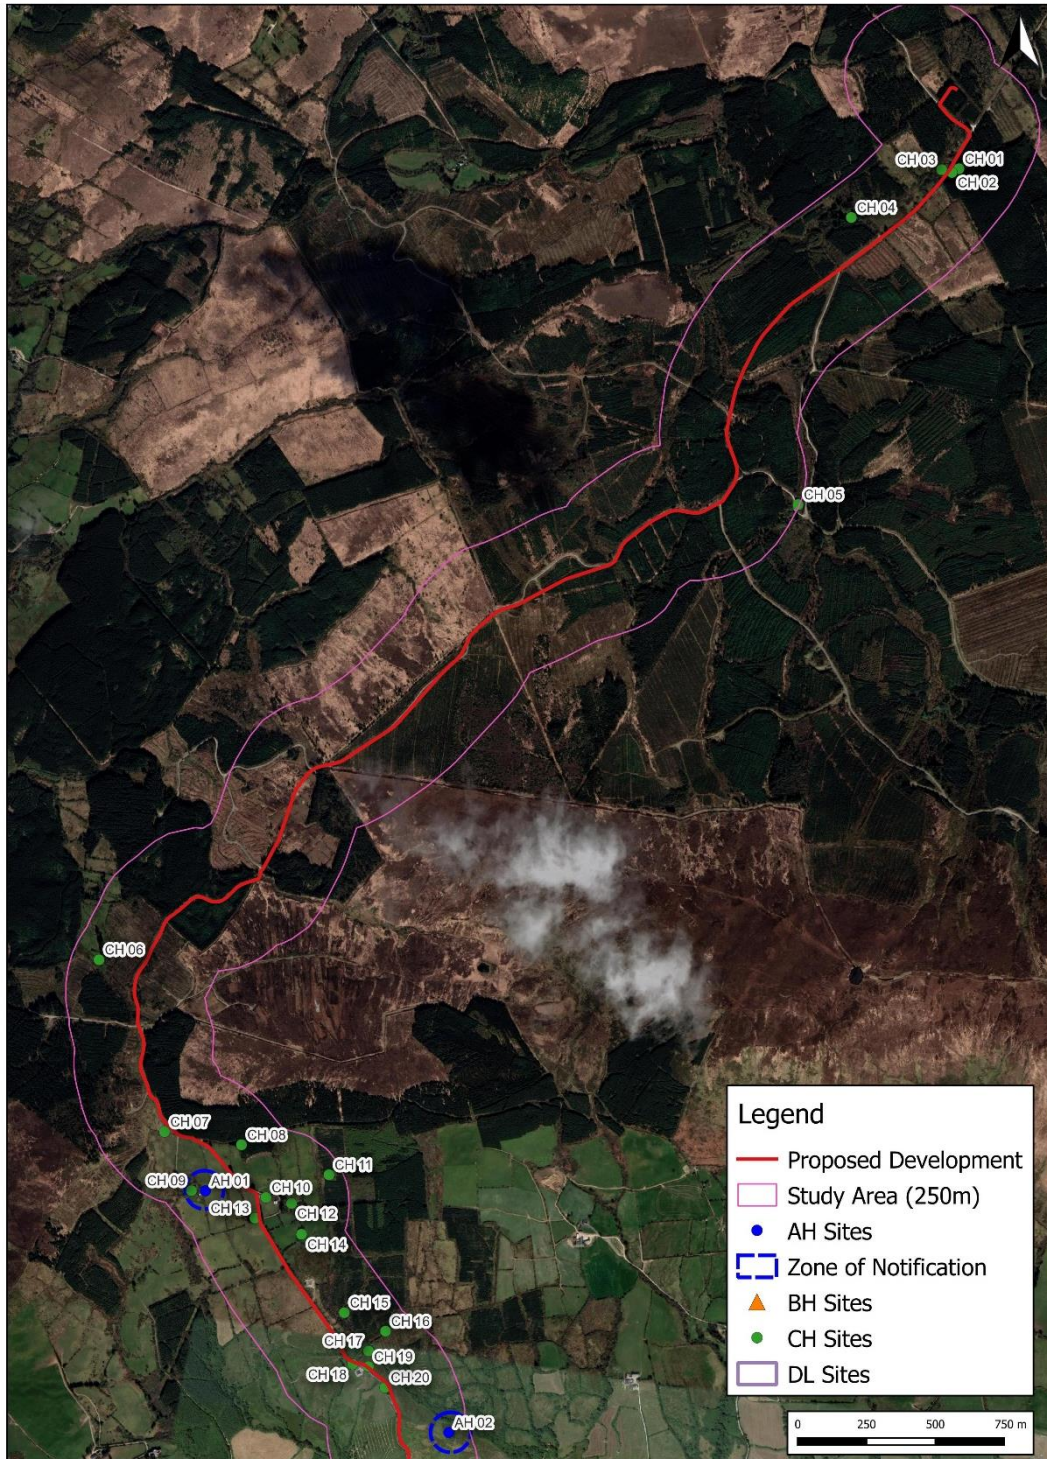 CH 03
CH 01
CH 02
CH 04
CH 05
CH 06
CH 07
CH 08
CH 11
CH 09
AH 01
CH 10
CH 12
CH 13
CH 14
CH 15
CH 16
CH 17
CH 19
CH 18
CH 20
AH 02
Legend
Proposed Development
Study Area (250m)
AH Sites
Zone of Notification
BH Sites
CH Sites
DL Sites
0 250 500 750 m